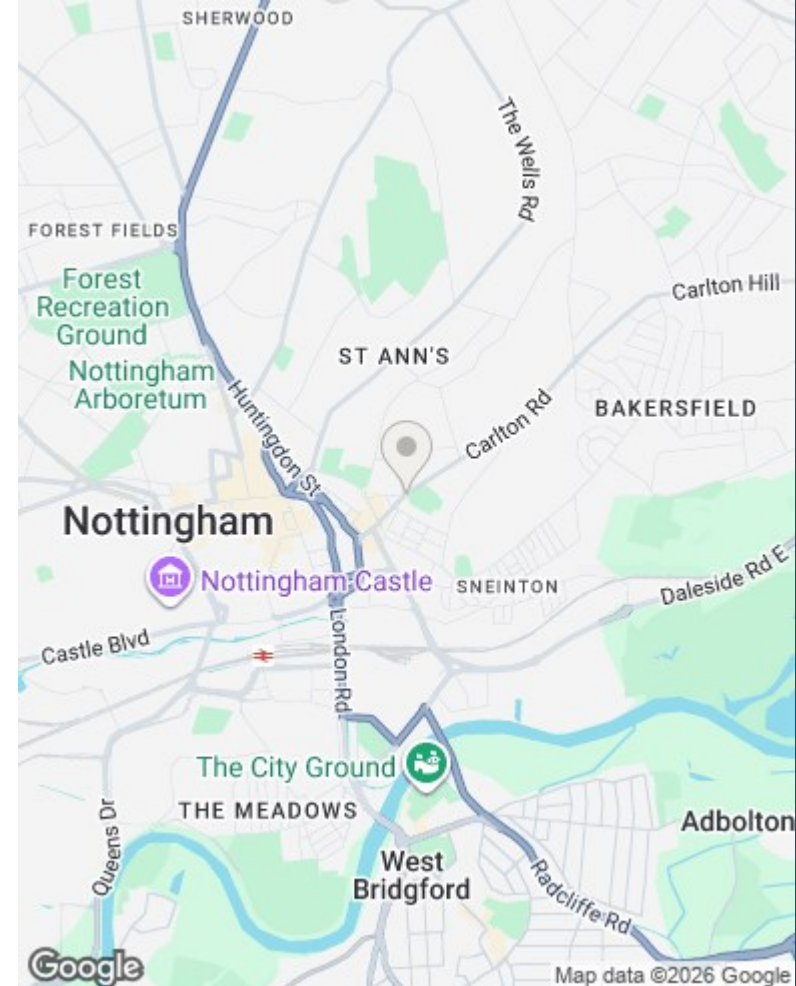 SHERWOOD
The Wells Rd
FOREST FIELDS
Forest
Recreation
Ground
Carlton Hill
ST ANN'S
Nottingham
Arboretum
Huntingdon St
Carlton Rd
BAKERSFIELD
Nottingham
Nottingham Castle
SNEINTON
Daleside Rd E
Castle Blvd
London Rd
The City Ground
THE MEADOWS
Queens Dr
Adbolton
West
Bridgford
Radcliffe Rd
Google
Map data ©2026 Google